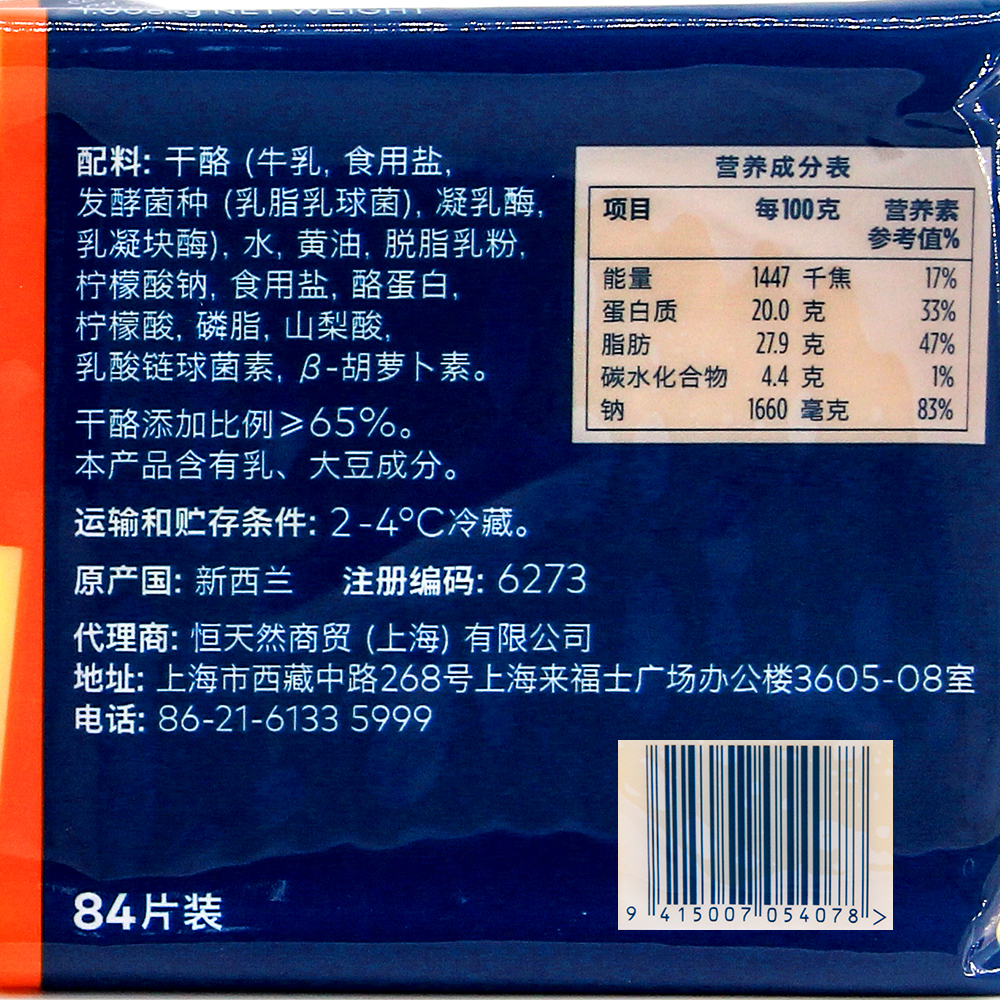 NET WEIGHT
配料: 干酪 (牛乳, 食用盐,
发酵菌种 (乳脂乳球菌), 凝乳酶,
乳凝块酶), 水, 黄油, 脱脂乳粉,
柠檬酸钠, 食用盐, 酪蛋白,
柠檬酸, 磷脂, 山梨酸,
乳酸链球菌素, β-胡萝卜素。
干酪添加比例≥65%。
本产品含有乳、大豆成分。
运输和贮存条件: 2-4°C冷藏。
原产国: 新西兰 注册编码: 6273
代理商: 恒天然商贸 (上海) 有限公司
地址: 上海市西藏中路268号上海来福士广场办公楼3605-08室
电话: 86-21-6133 5999
84片装
营养成分表
项目 每100克 营养素参考值%
能量 1447 千焦 17%
蛋白质 20.0 克 33%
脂肪 27.9 克 47%
碳水化合物 4.4 克 1%
钠 1660 毫克 83%
9 415007 054078 >